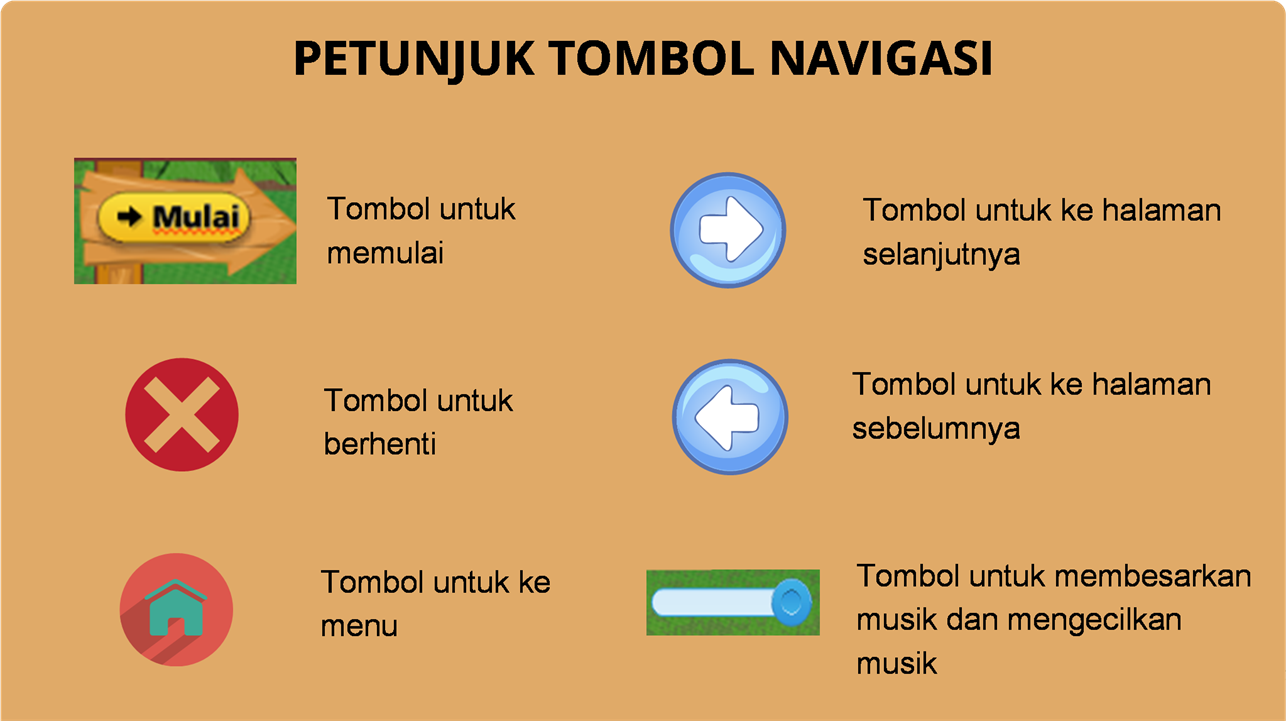 PETUNJUK TOMBOL NAVIGASI
Mulai
Tombol untuk
memulai
Tombol untuk ke halaman
selanjutnya
Tombol untuk
berhenti
Tombol untuk ke halaman
sebelumnya
Tombol untuk ke
menu
Tombol untuk membesarkan
musik dan mengecilkan
musik